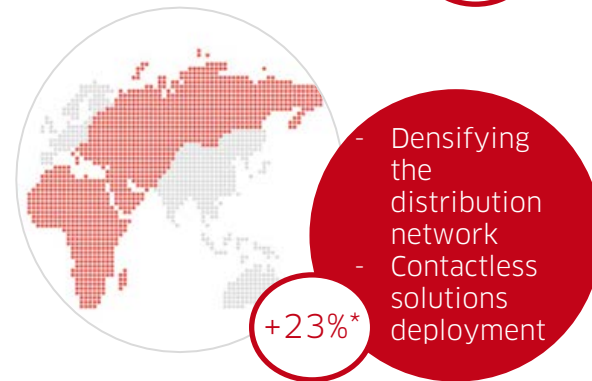 - Densifying
the
distribution
network
- Contactless
solutions
deployment
+23%*